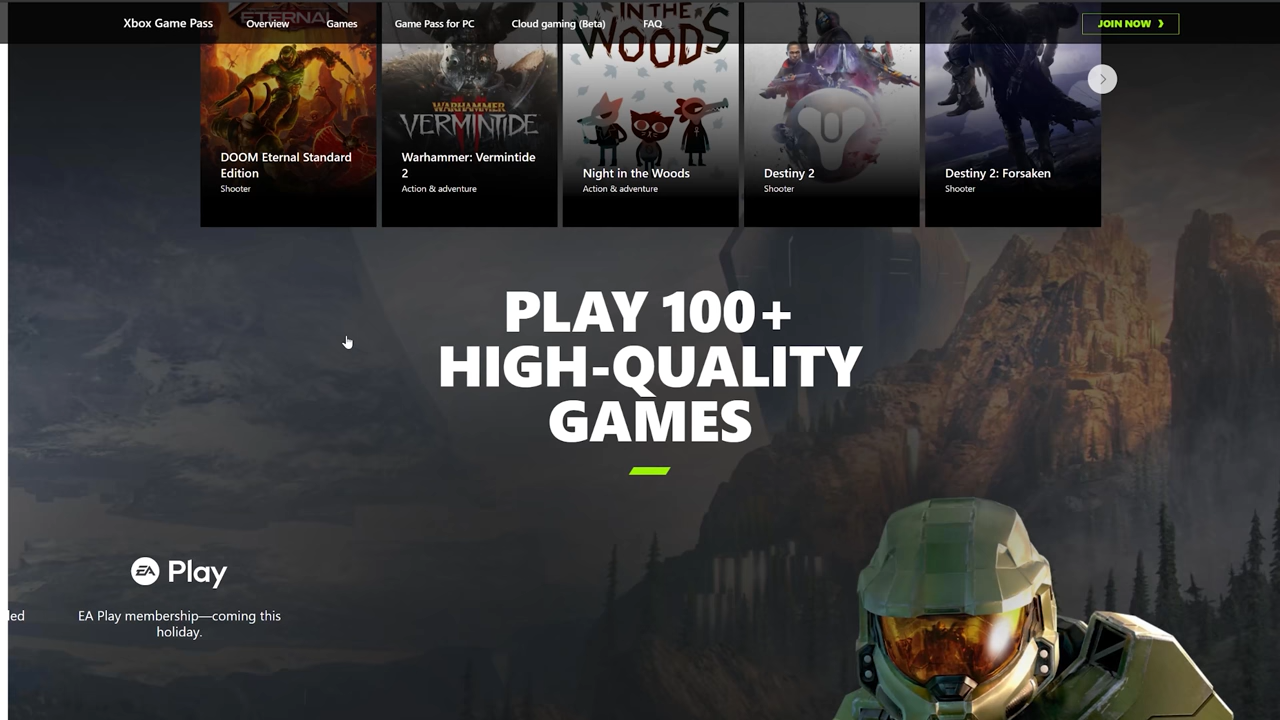 Xbox Game Pass
Overview
Games
Game Pass for PC
Cloud gaming (Beta)
FAQ
JOIN NOW
ETERNAL
WARHAMMER
VERMINTIDE
IN THE
WOODS
DOOM Eternal Standard
Edition
Shooter
Warhammer: Vermintide
2
Action & adventure
Night in the Woods
Action & adventure
Destiny 2
Shooter
Destiny 2: Forsaken
Shooter
PLAY 100+
HIGH-QUALITY
GAMES
EA Play
EA Play membership—coming this
holiday.